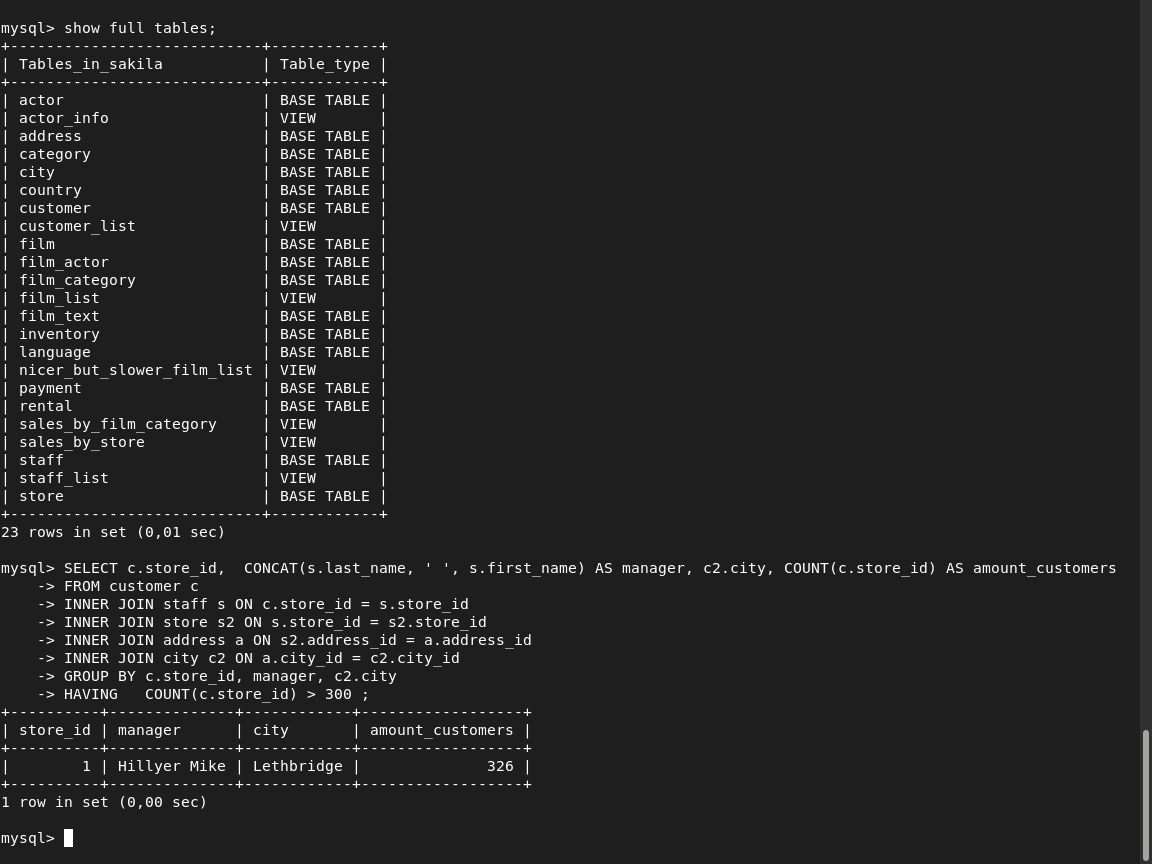 mysql> show full tables;
+----------------------------+------------+
| Tables_in_sakila           | Table_type |
+----------------------------+------------+
| actor                      | BASE TABLE |
| actor_info                 | VIEW       |
| address                    | BASE TABLE |
| category                   | BASE TABLE |
| city                       | BASE TABLE |
| country                    | BASE TABLE |
| customer                   | BASE TABLE |
| customer_list              | VIEW       |
| film                       | BASE TABLE |
| film_actor                 | BASE TABLE |
| film_category              | BASE TABLE |
| film_list                  | VIEW       |
| film_text                  | BASE TABLE |
| inventory                  | BASE TABLE |
| language                   | BASE TABLE |
| nicer_but_slower_film_list | VIEW       |
| payment                    | BASE TABLE |
| rental                     | BASE TABLE |
| sales_by_film_category     | VIEW       |
| sales_by_store             | VIEW       |
| staff                      | BASE TABLE |
| staff_list                 | VIEW       |
| store                      | BASE TABLE |
+----------------------------+------------+
23 rows in set (0,01 sec)

mysql> SELECT c.store_id,  CONCAT(s.last_name, ' ', s.first_name) AS manager, c2.city, COUNT(c.store_id) AS amount_customers
    -> FROM customer c
    -> INNER JOIN staff s ON c.store_id = s.store_id
    -> INNER JOIN store s2 ON s.store_id = s2.store_id
    -> INNER JOIN address a ON s2.address_id = a.address_id
    -> INNER JOIN city c2 ON a.city_id = c2.city_id
    -> GROUP BY c.store_id, manager, c2.city
    -> HAVING   COUNT(c.store_id) > 300 ;
+----------+--------------+------------+------------------+
| store_id | manager      | city       | amount_customers |
+----------+--------------+------------+------------------+
|        1 | Hillyer Mike | Lethbridge |              326 |
+----------+--------------+------------+------------------+
1 row in set (0,00 sec)

mysql>